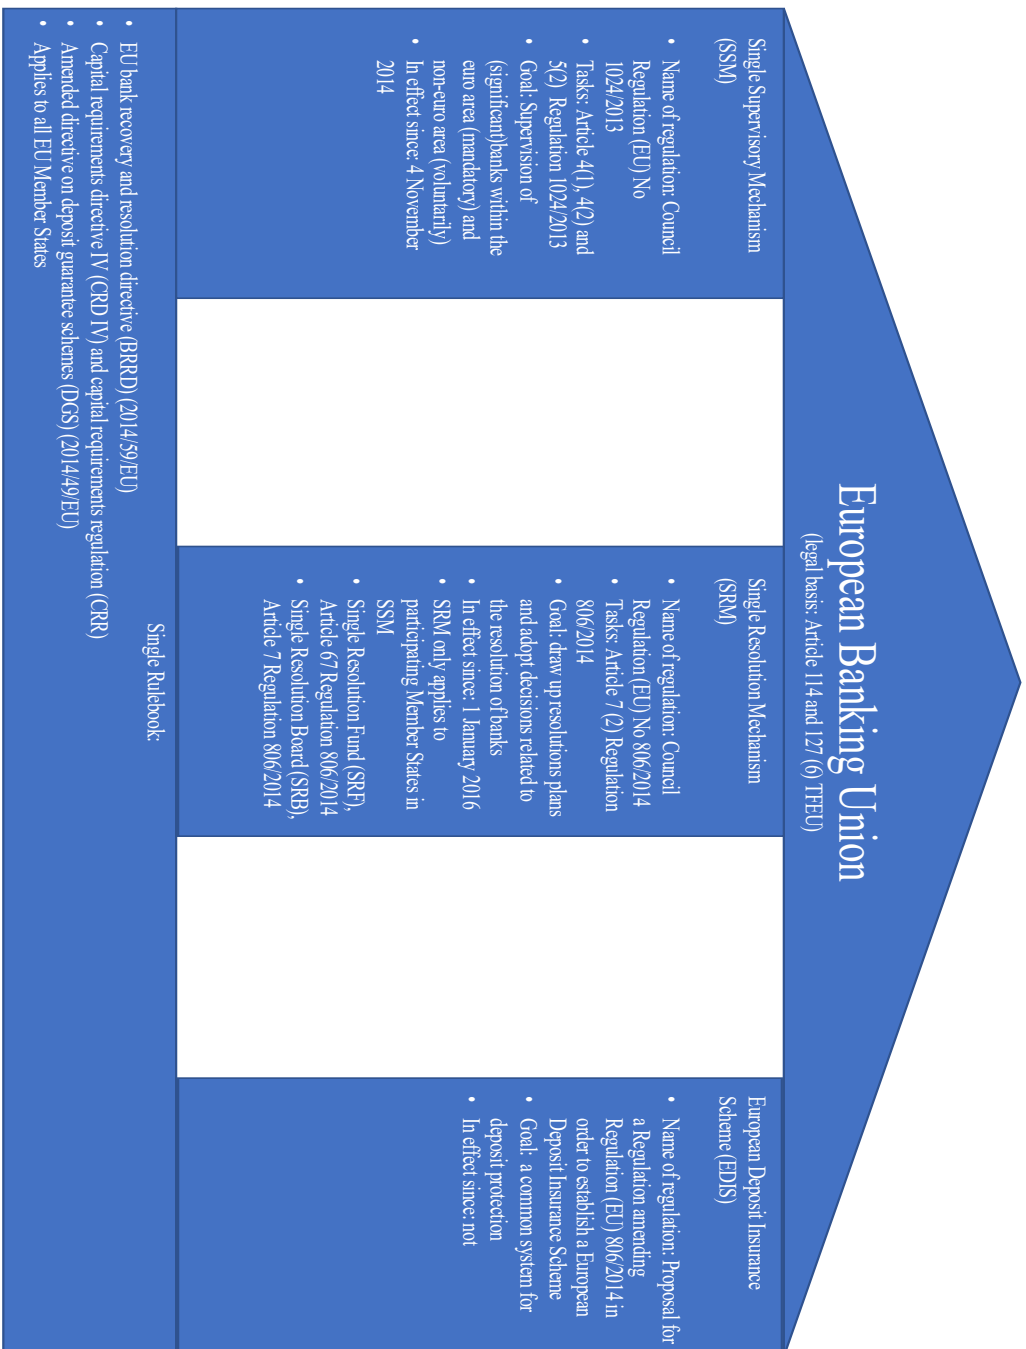 European Banking Union
(legal basis: Article 114 and 127 (6) TFEU)
Single Supervisory Mechanism
(SSM)
• Name of regulation: Council
Regulation (EU) No
1024/2013
• Tasks: Article 4(1), 4(2) and
5(2) Regulation 1024/2013
• Goal: Supervision of
(significant)banks within the
euro area (mandatory) and
non-euro area (voluntarily)
• In effect since: 4 November
2014
Single Resolution Mechanism
(SRM)
• Name of regulation: Council
Regulation (EU) No 806/2014
• Tasks: Article 7 (2) Regulation
806/2014
• Goal: draw up resolutions plans
and adopt decisions related to
the resolution of banks
• In effect since: 1 January 2016
• SRM only applies to
participating Member States in
SSM
• Single Resolution Fund (SRF),
Article 67 Regulation 806/2014
• Single Resolution Board (SRB),
Article 7 Regulation 806/2014
European Deposit Insurance
Scheme (EDIS)
• Name of regulation: Proposal for
a Regulation amending
Regulation (EU) 806/2014 in
order to establish a European
Deposit Insurance Scheme
• Goal: a common system for
deposit protection
• In effect since: not
Single Rulebook:
• EU bank recovery and resolution directive (BRRD) (2014/59/EU)
• Capital requirements directive IV (CRD IV) and capital requirements regulation (CRR)
• Amended directive on deposit guarantee schemes (DGS) (2014/49/EU)
• Applies to all EU Member States